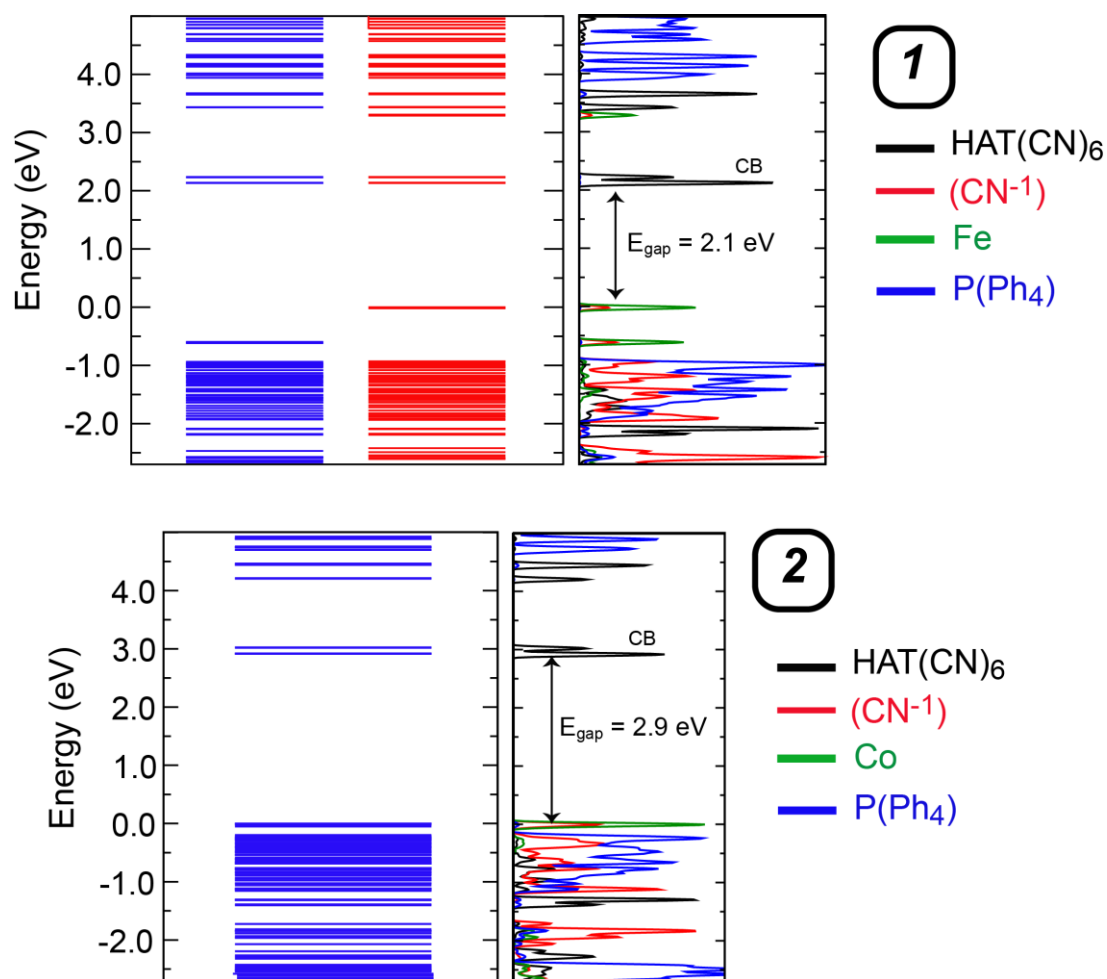 1
HAT(CN)6
(CN-1)
Fe
P(Ph4)
Energy (eV)
4.0
3.0
2.0
1.0
0.0
-1.0
-2.0
CB
Egap = 2.1 eV
2
HAT(CN)6
(CN-1)
Co
P(Ph4)
Energy (eV)
4.0
3.0
2.0
1.0
0.0
-1.0
-2.0
CB
Egap = 2.9 eV